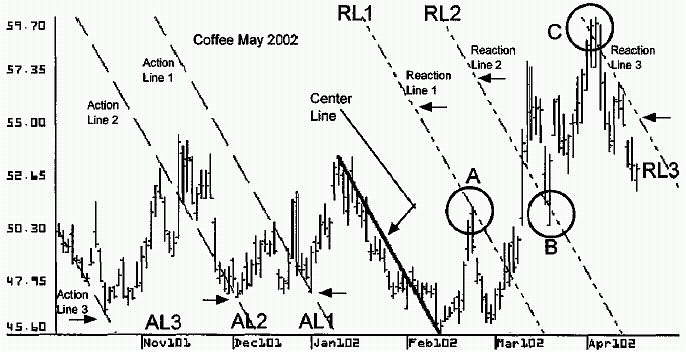 59.70
57.35
55.00
52.65
50.30
47.95
45.60
Coffee May 2002
RL1
RL2
C
Action
Line 1
Action
Line 2
Action
Line 3
Center
Line
Reaction
Line 1
Reaction
Line 2
Reaction
Line 3
A
B
RL3
AL3
AL2
AL1
Nov101
Dec101
Jan102
Feb102
Mar102
Apr102